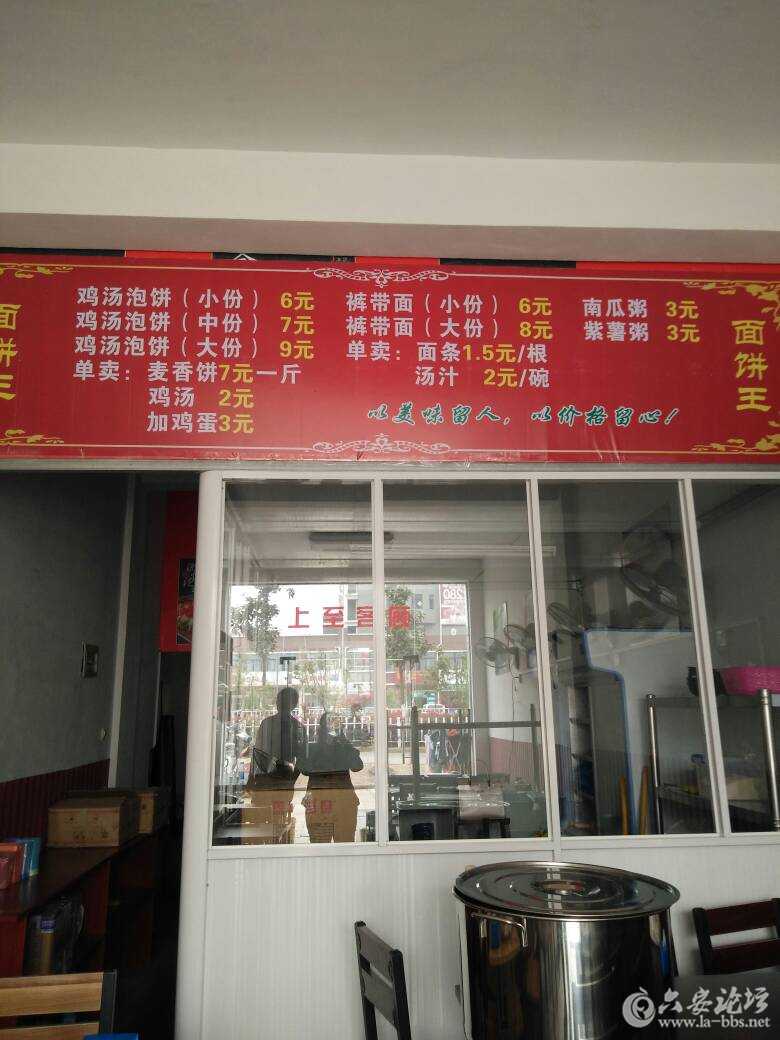 面饼王
鸡汤泡饼（小份） 6元
鸡汤泡饼（中份） 7元
鸡汤泡饼（大份） 9元
单卖：麦香饼7元一斤
鸡汤 2元
加鸡蛋3元
裤带面（小份） 6元
裤带面（大份） 8元
单卖：面条1.5元/根
汤汁 2元/碗
南瓜粥 3元
紫薯粥 3元
以美味留人，以价格留心！
面饼王
上至客顾
六安论坛
www.la-bbs.net